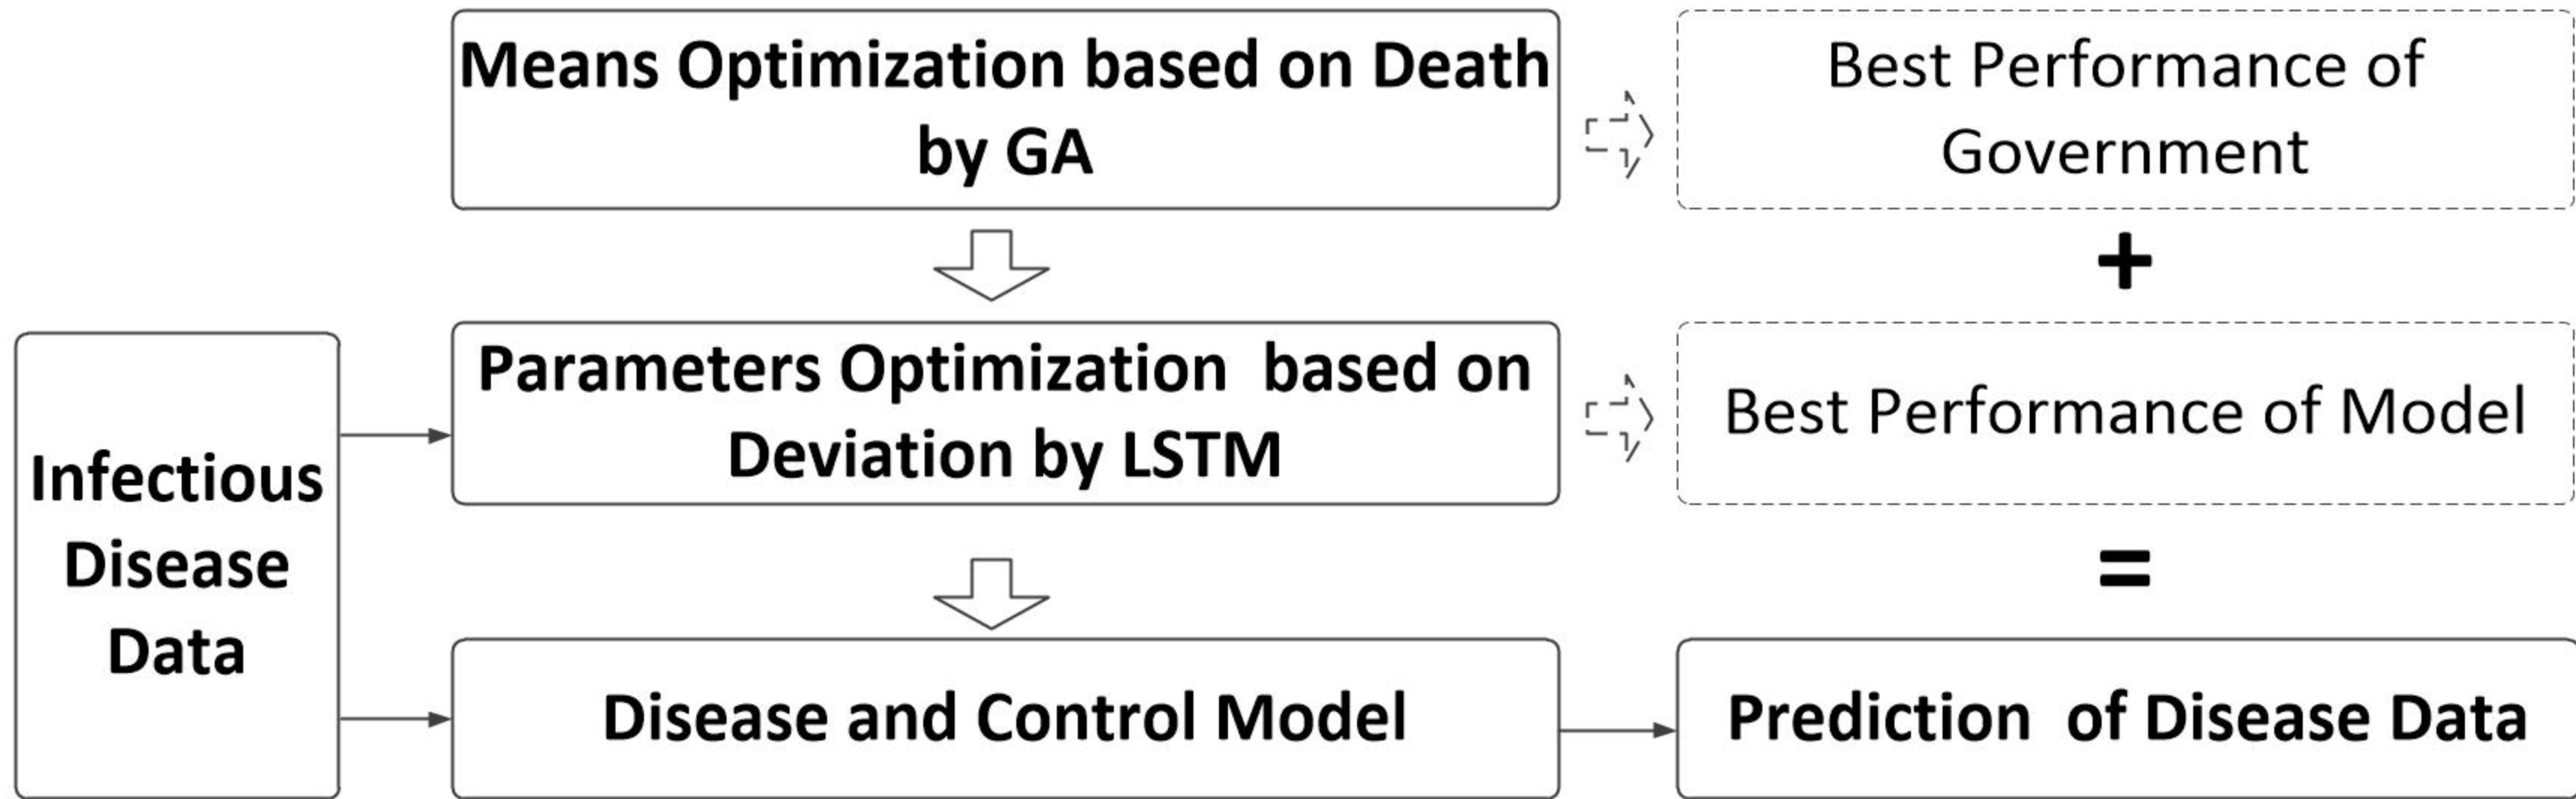 Means Optimization based on Death
by GA
Best Performance of
Government
+
Infectious
Disease
Data
Parameters Optimization  based on
Deviation by LSTM
Best Performance of Model
=
Disease and Control Model
Prediction  of Disease Data